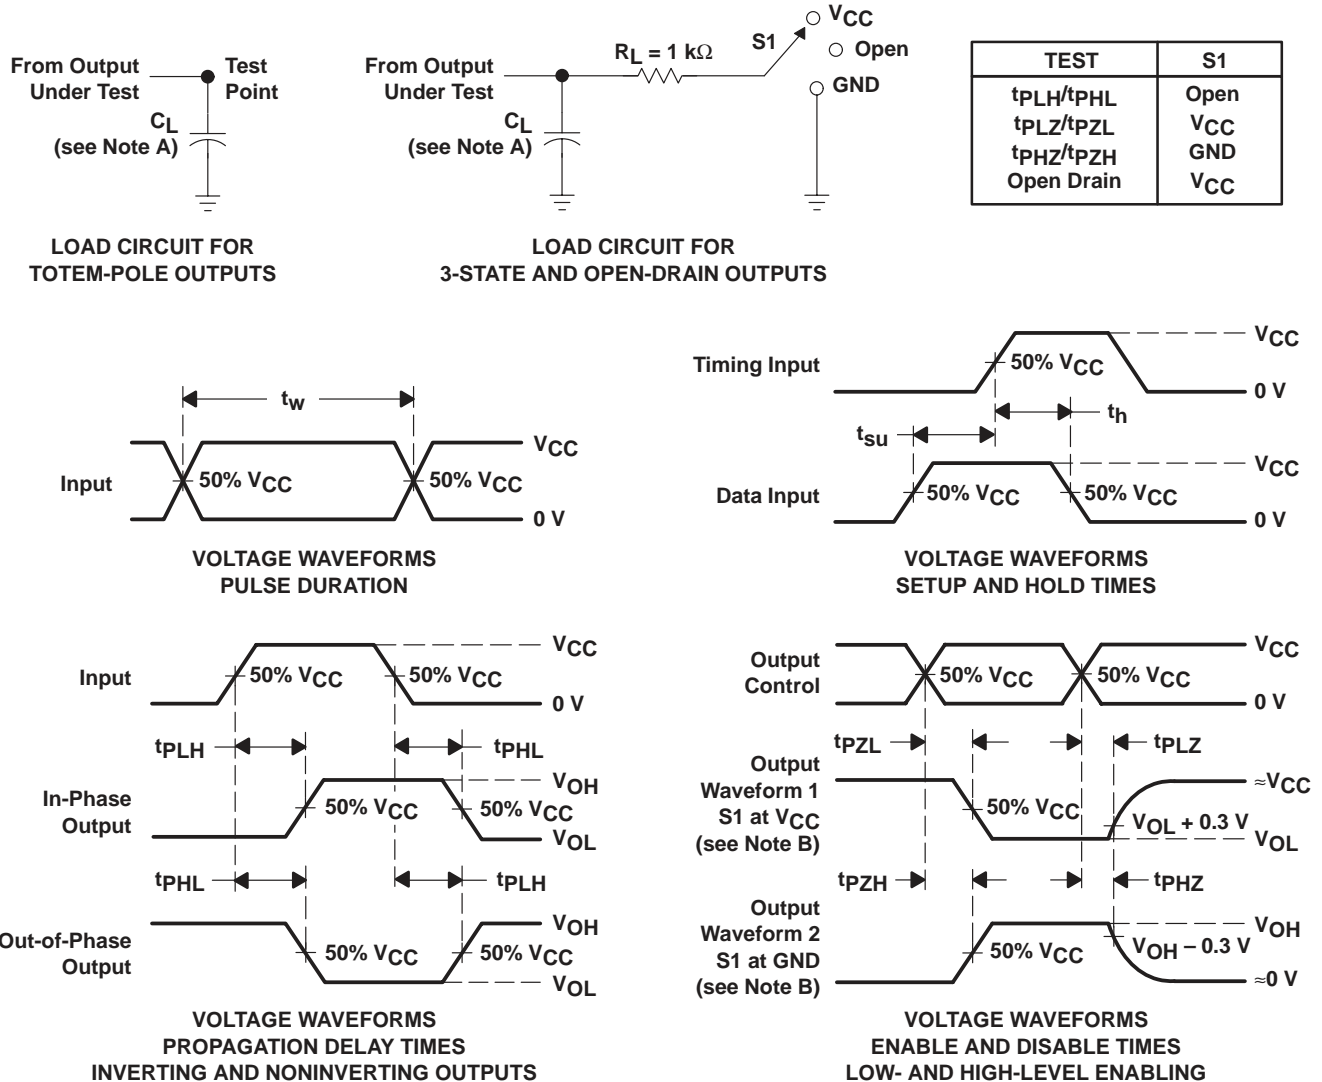 From Output
Under Test
Test
Point
CL
(see Note A)
LOAD CIRCUIT FOR
TOTEM-POLE OUTPUTS
From Output
Under Test
CL
(see Note A)
RL = 1 kΩ
S1
VCC
Open
GND
LOAD CIRCUIT FOR
3-STATE AND OPEN-DRAIN OUTPUTS
TEST S1
tPLH/tPHL Open
tPLZ/tPZL VCC
tPHZ/tPZH GND
Open Drain VCC
tw
Input
50% VCC
50% VCC
VCC
0 V
VOLTAGE WAVEFORMS
PULSE DURATION
Timing Input
50% VCC
VCC
0 V
tsu
th
Data Input
50% VCC
50% VCC
VCC
0 V
VOLTAGE WAVEFORMS
SETUP AND HOLD TIMES
Input
50% VCC
50% VCC
VCC
0 V
tPLH
tPHL
In-Phase
Output
50% VCC
50% VCC
VOH
VOL
tPHL
tPLH
Out-of-Phase
Output
50% VCC
50% VCC
VOH
VOL
VOLTAGE WAVEFORMS
PROPAGATION DELAY TIMES
INVERTING AND NONINVERTING OUTPUTS
Output
Control
50% VCC
50% VCC
VCC
0 V
tPZL
tPLZ
Output
Waveform 1
S1 at VCC
(see Note B)
50% VCC
VOL + 0.3 V
≈VCC
VOL
tPZH
tPHZ
Output
Waveform 2
S1 at GND
(see Note B)
50% VCC
VOH − 0.3 V
VOH
≈0 V
VOLTAGE WAVEFORMS
ENABLE AND DISABLE TIMES
LOW- AND HIGH-LEVEL ENABLING